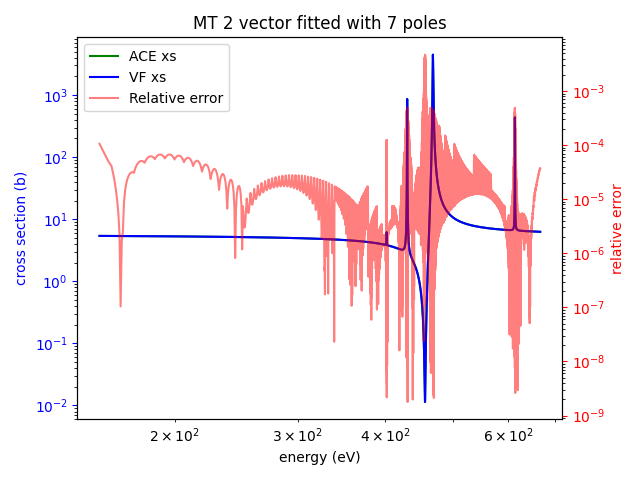 MT 2 vector fitted with 7 poles
ACE xs
VF xs
Relative error
10^3
10^2
10^1
10^0
10^-1
10^-2
cross section (b)
10^-3
10^-4
10^-5
10^-6
10^-7
10^-8
10^-9
relative error
2 × 10^2
3 × 10^2
4 × 10^2
6 × 10^2
energy (eV)